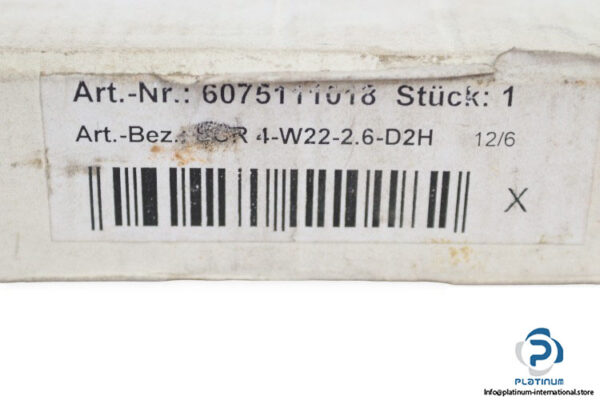 Art.-Nr.: 6075111018 Stück: 1
Art.-Bez.: 4-W22-2.6-D2H 12/6
X
PLATINUM
Info@platinum-international.store